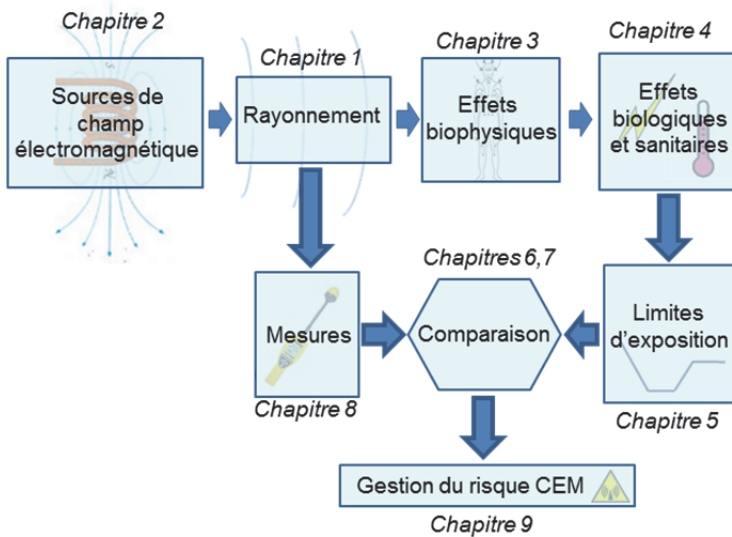 Chapitre 2
Sources de
champ
électromagnétique
Chapitre 1
Rayonnement
Chapitre 3
Effets
biophysiques
Chapitre 4
Effets
biologiques
et sanitaires
Mesures
Chapitre 8
Chapitres 6,7
Comparaison
Limites
d'exposition
Chapitre 5
Gestion du risque CEM
Chapitre 9